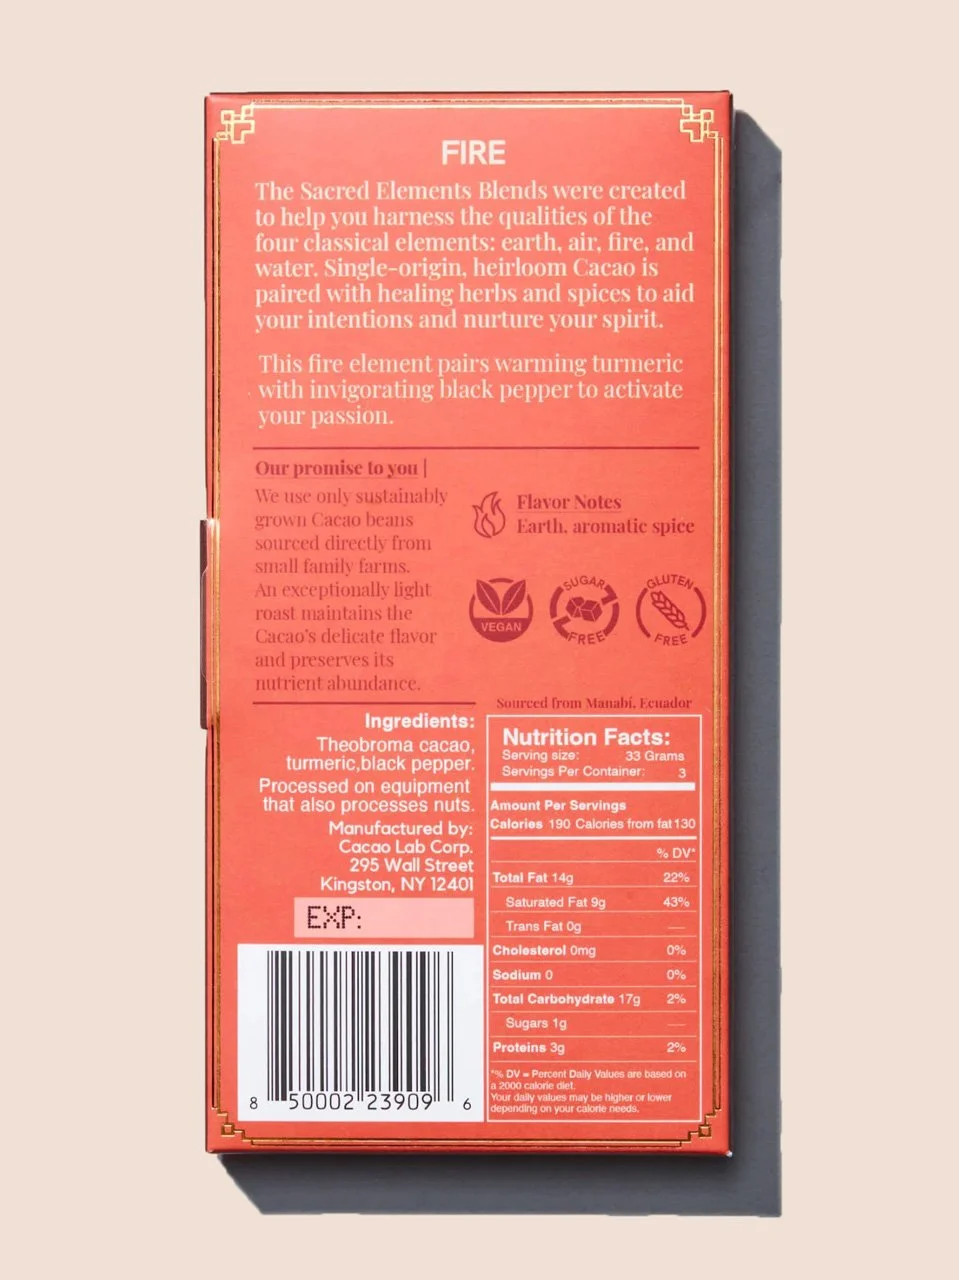 FIRE
The Sacred Elements Blends were created
to help you harness the qualities of the
four classical elements: earth, air, fire, and
water. Single-origin, heirloom Cacao is
paired with healing herbs and spices to aid
your intentions and nurture your spirit.
This fire element pairs warming turmeric
with invigorating black pepper to activate
your passion.
Our promise to you |
We use only sustainably
grown Cacao beans
sourced directly from
small family farms.
An exceptionally light
roast maintains the
Cacao's delicate flavor
and preserves its
nutrient abundance.
Flavor Notes
Earth, aromatic spice
VEGAN
SUGAR
FREE
GLUTEN
FREE
Sourced from Manabí, Ecuador
Ingredients:
Theobroma cacao,
turmeric,black pepper.
Processed on equipment
that also processes nuts.
Manufactured by:
Cacao Lab Corp.
295 Wall Street
Kingston, NY 12401
EXP:
8 50002 23909 6
Nutrition Facts:
Serving size: 33 Grams
Servings Per Container: 3
Amount Per Servings
Calories 190 Calories from fat 130
% DV*
Total Fat 14g 22%
Saturated Fat 9g 43%
Trans Fat 0g —
Cholesterol 0mg 0%
Sodium 0 0%
Total Carbohydrate 17g 2%
Sugars 1g —
Proteins 3g 2%
*% DV = Percent Daily Values are based on
a 2000 calorie diet.
Your daily values may be higher or lower
depending on your calorie needs.